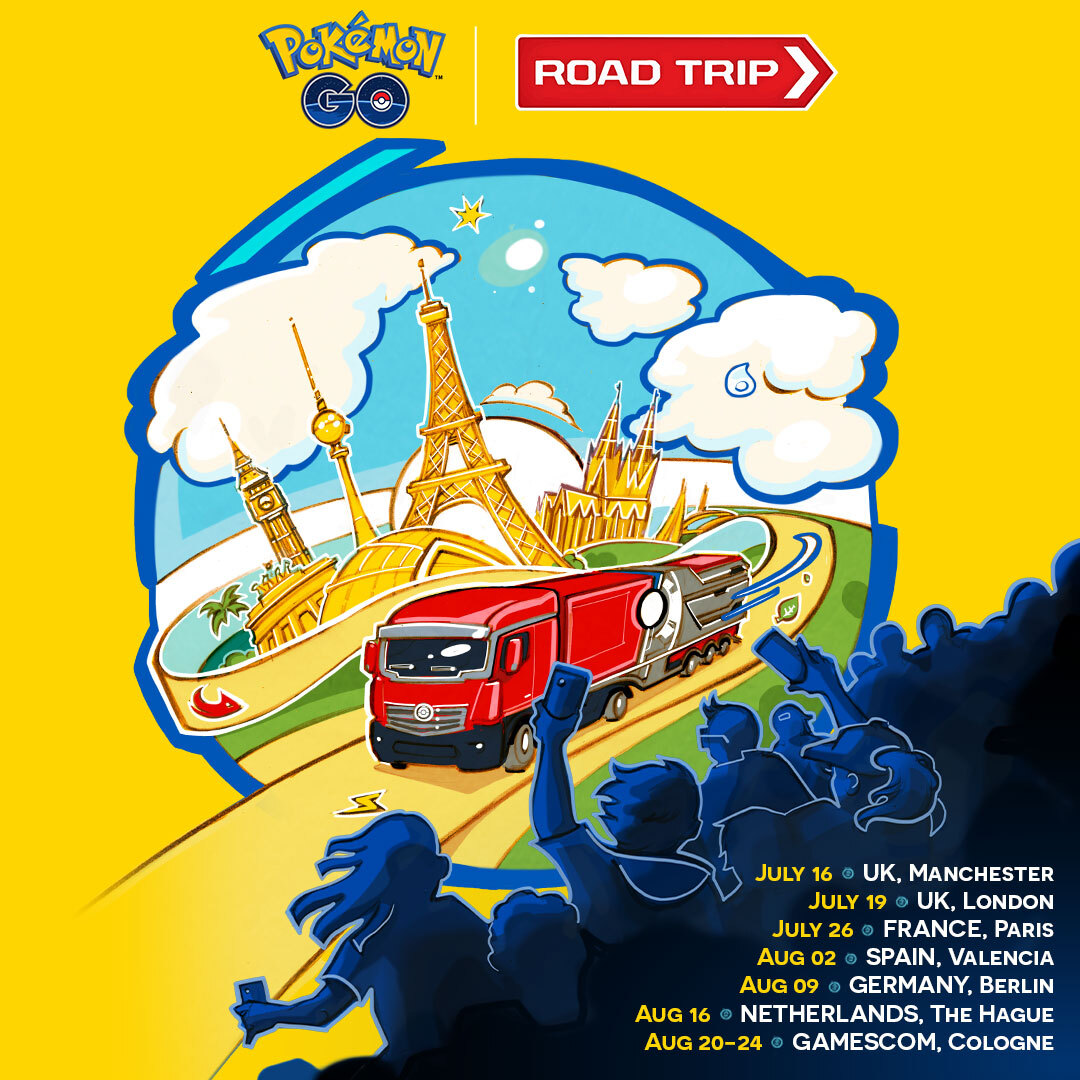 POKéMON
GO
™
ROAD TRIP
JULY 16 UK, MANCHESTER
JULY 19 UK, LONDON
JULY 26 FRANCE, PARIS
AUG 02 SPAIN, VALENCIA
AUG 09 GERMANY, BERLIN
AUG 16 NETHERLANDS, THE HAGUE
AUG 20–24 GAMESCOM, COLOGNE